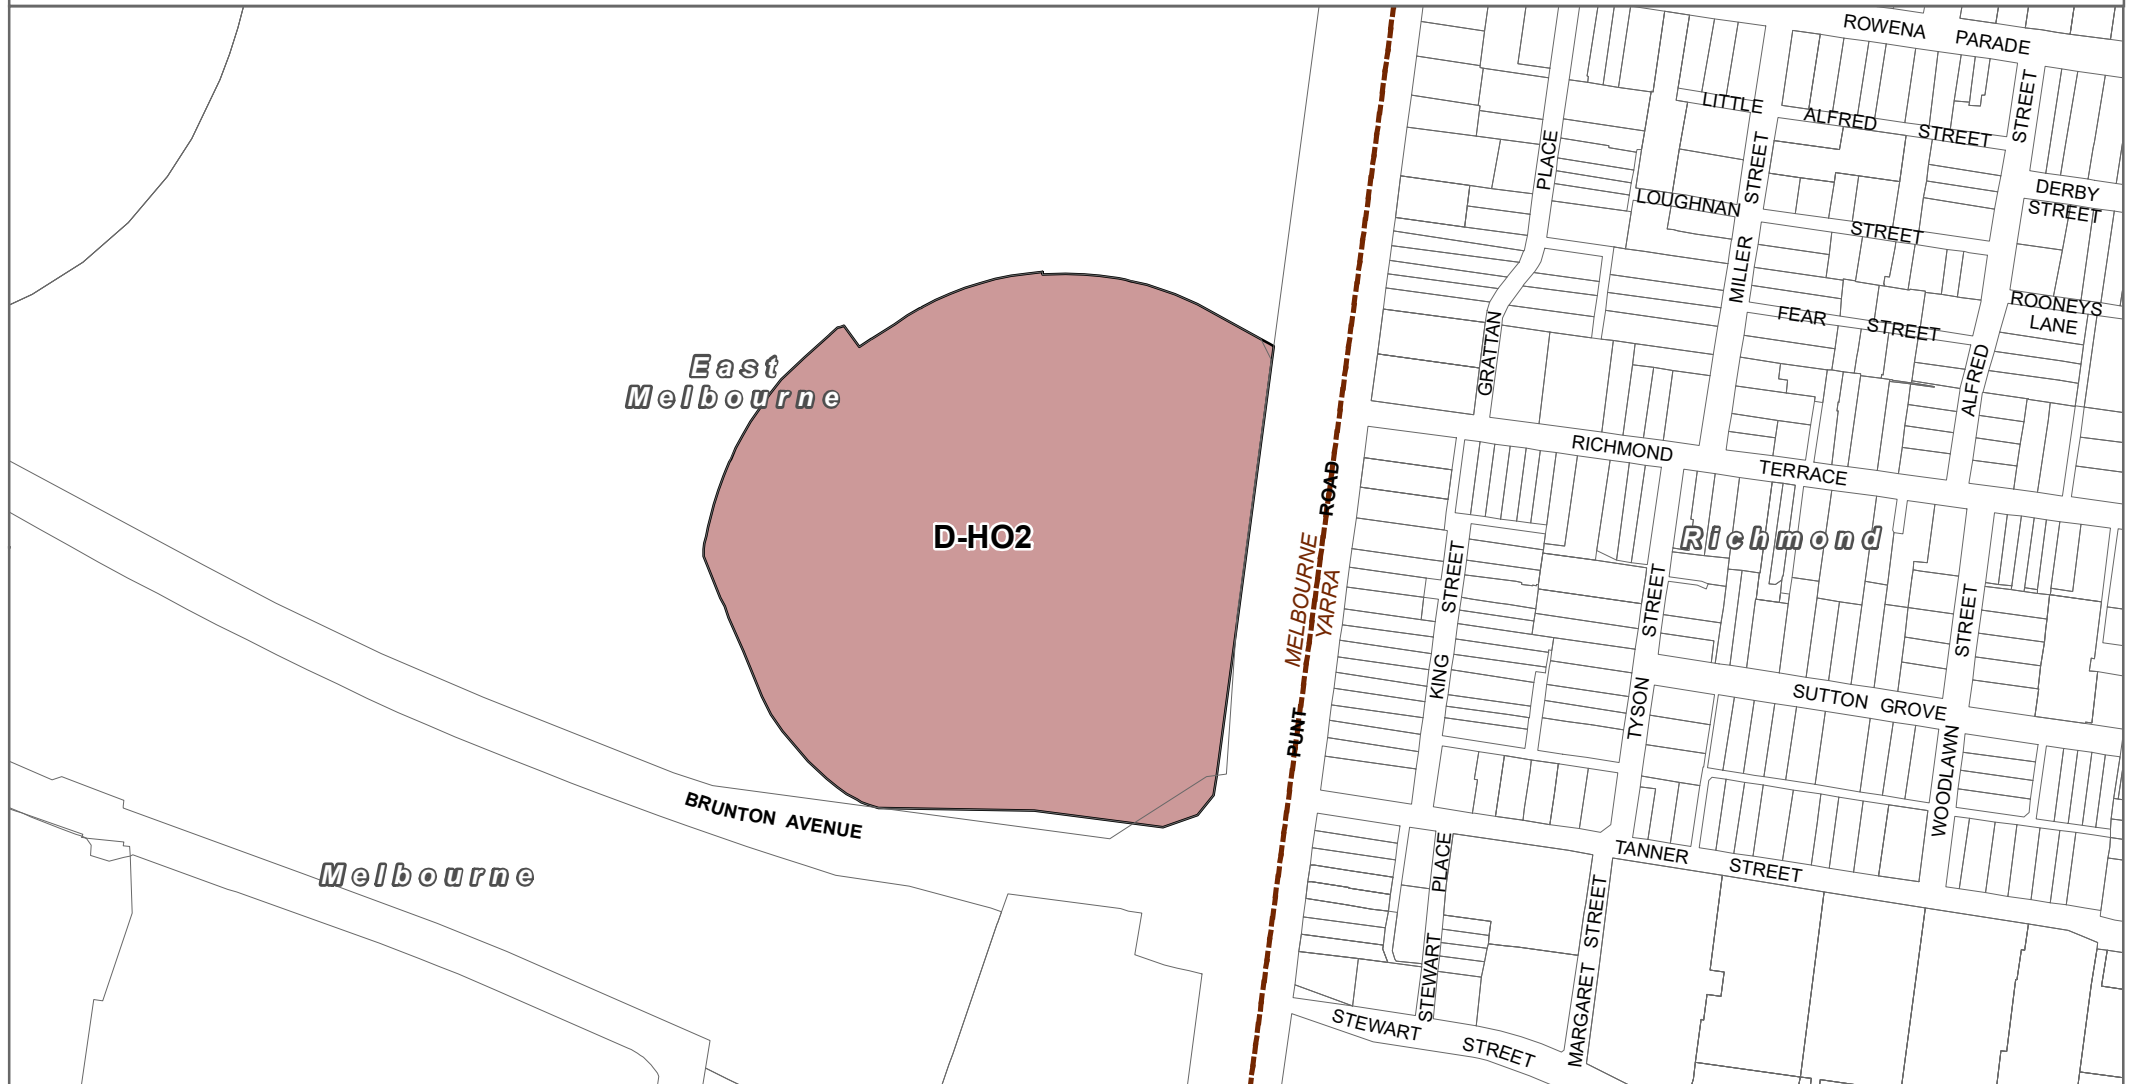 ROWENA PARADE
STREET
LITTLE ALFRED STREET
PLACE
STREET
DERBY
STREET
LOUGHNAN STREET
MILLER
ROONEYS
LANE
FEAR STREET
GRATTAN
ALFRED
East
Melbourne
RICHMOND TERRACE
ROAD
D-HO2
Richmond
MELBOURNE
YARRA
STREET
STREET
STREET
KING
TYSON
SUTTON GROVE
PUNT
WOODLAWN
BRUNTON AVENUE
TANNER STREET
PLACE
Melbourne
STREET
STEWART
MARGARET
STEWART STREET